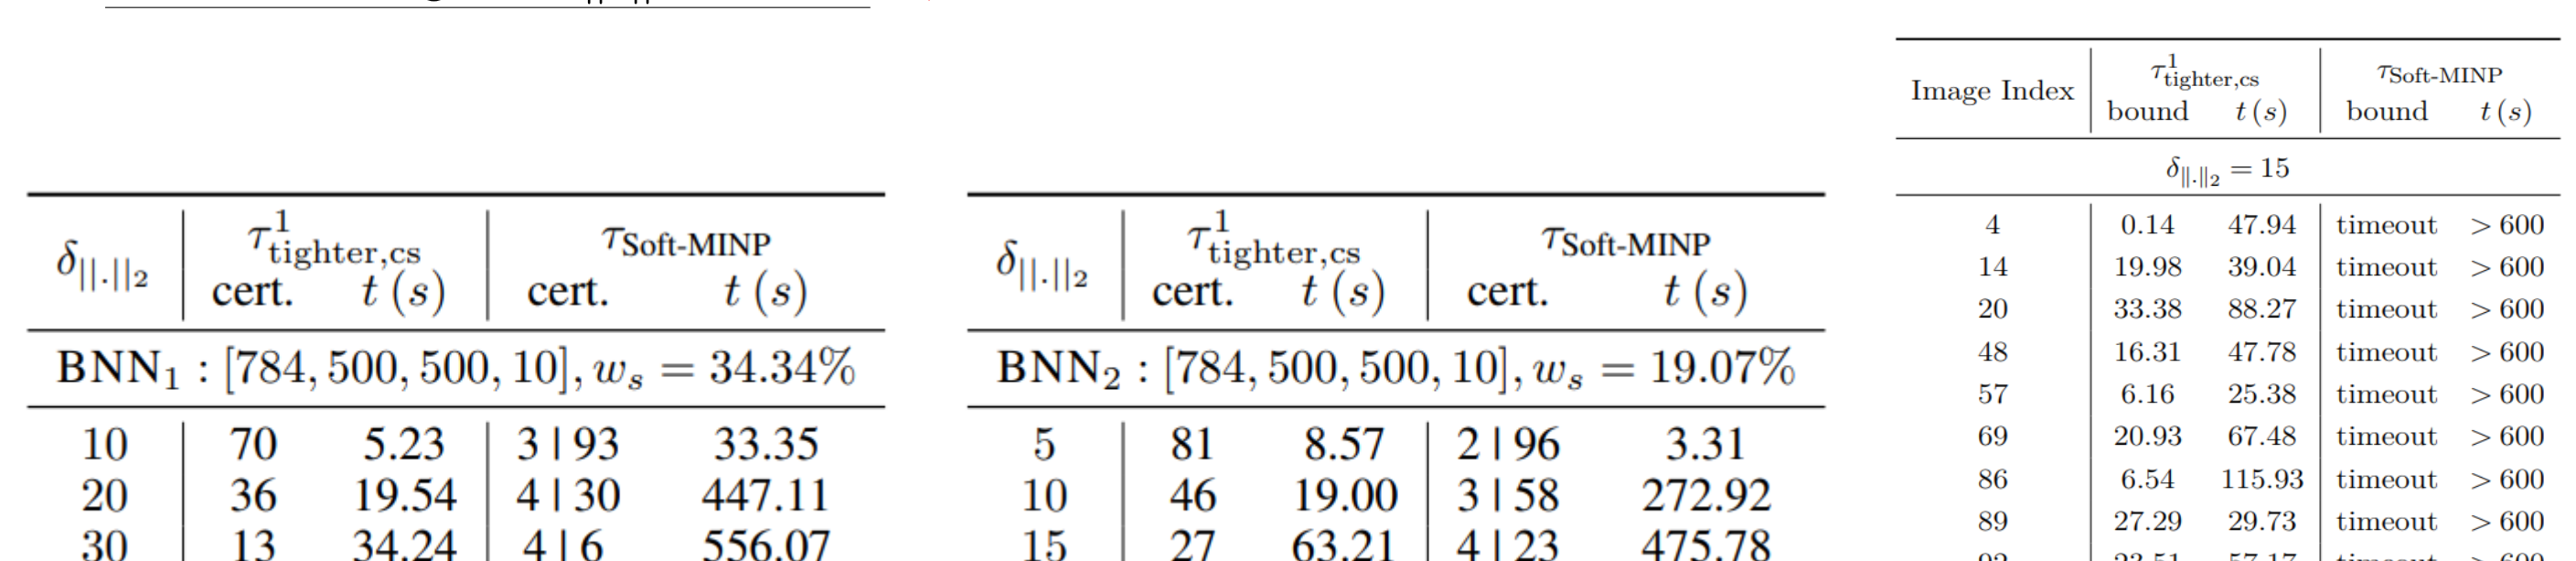 δ||.||2 τ1tighter,cs τSoft-MINP
cert. t (s) cert. t (s)
BNN1 : [784, 500, 500, 10], ws = 34.34%
10 70 5.23 3 | 93 33.35
20 36 19.54 4 | 30 447.11
30 13 34.24 4 | 6 556.07
δ||.||2 τ1tighter,cs τSoft-MINP
cert. t (s) cert. t (s)
BNN2 : [784, 500, 500, 10], ws = 19.07%
5 81 8.57 2 | 96 3.31
10 46 19.00 3 | 58 272.92
15 27 63.21 4 | 23 475.78
Image Index τ1tighter,cs τSoft-MINP
bound t (s) bound t (s)
δ||.||2 = 15
4 0.14 47.94 timeout > 600
14 19.98 39.04 timeout > 600
20 33.38 88.27 timeout > 600
48 16.31 47.78 timeout > 600
57 6.16 25.38 timeout > 600
69 20.93 67.48 timeout > 600
86 6.54 115.93 timeout > 600
89 27.29 29.73 timeout > 600